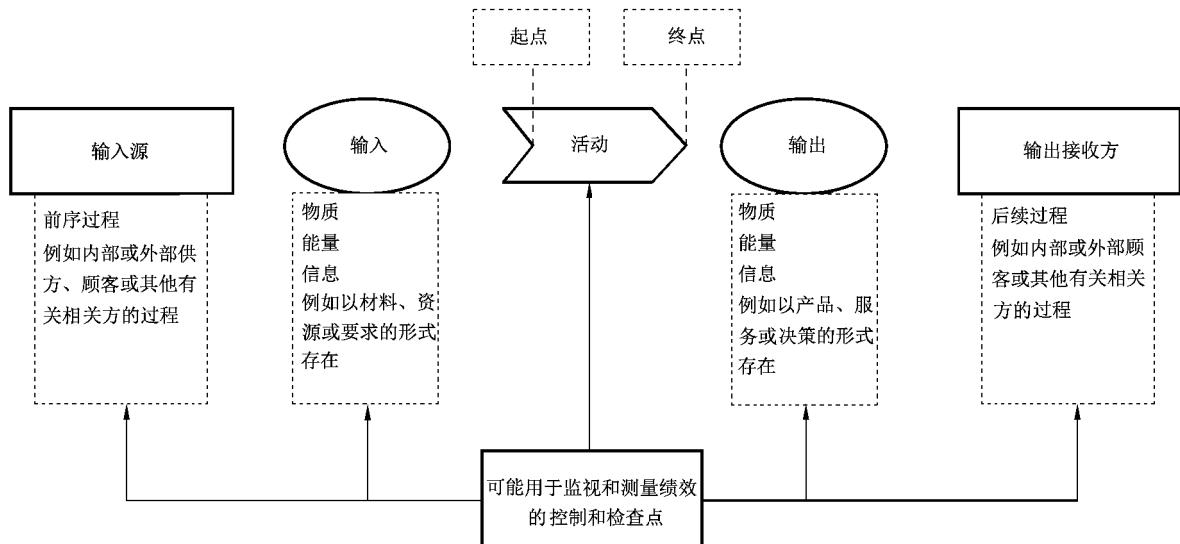 起点
终点
输入源
输入
活动
输出
输出接收方
前序过程
例如内部或外部供
方、顾客或其他有
关相关方的过程
物质
能量
信息
例如以材料、资
源或要求的形式
存在
物质
能量
信息
例如以产品、服
务或决策的形式
存在
后续过程
例如内部或外部顾
客或其他有关相关
方的过程
可能用于监视和测量绩效
的控制和检查点